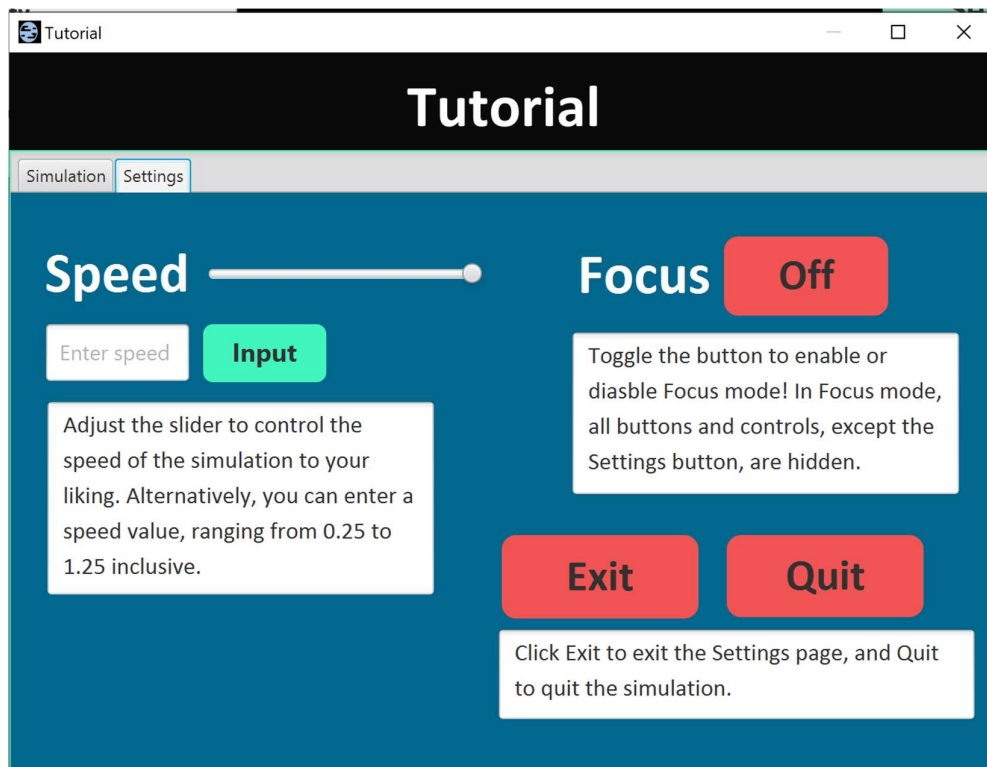 Tutorial
Tutorial
Simulation
Settings
Speed
Enter speed
Input
Adjust the slider to control the
speed of the simulation to your
liking. Alternatively, you can enter a
speed value, ranging from 0.25 to
1.25 inclusive.
Focus
Off
Toggle the button to enable or
diasble Focus mode! In Focus mode,
all buttons and controls, except the
Settings button, are hidden.
Exit
Quit
Click Exit to exit the Settings page, and Quit
to quit the simulation.